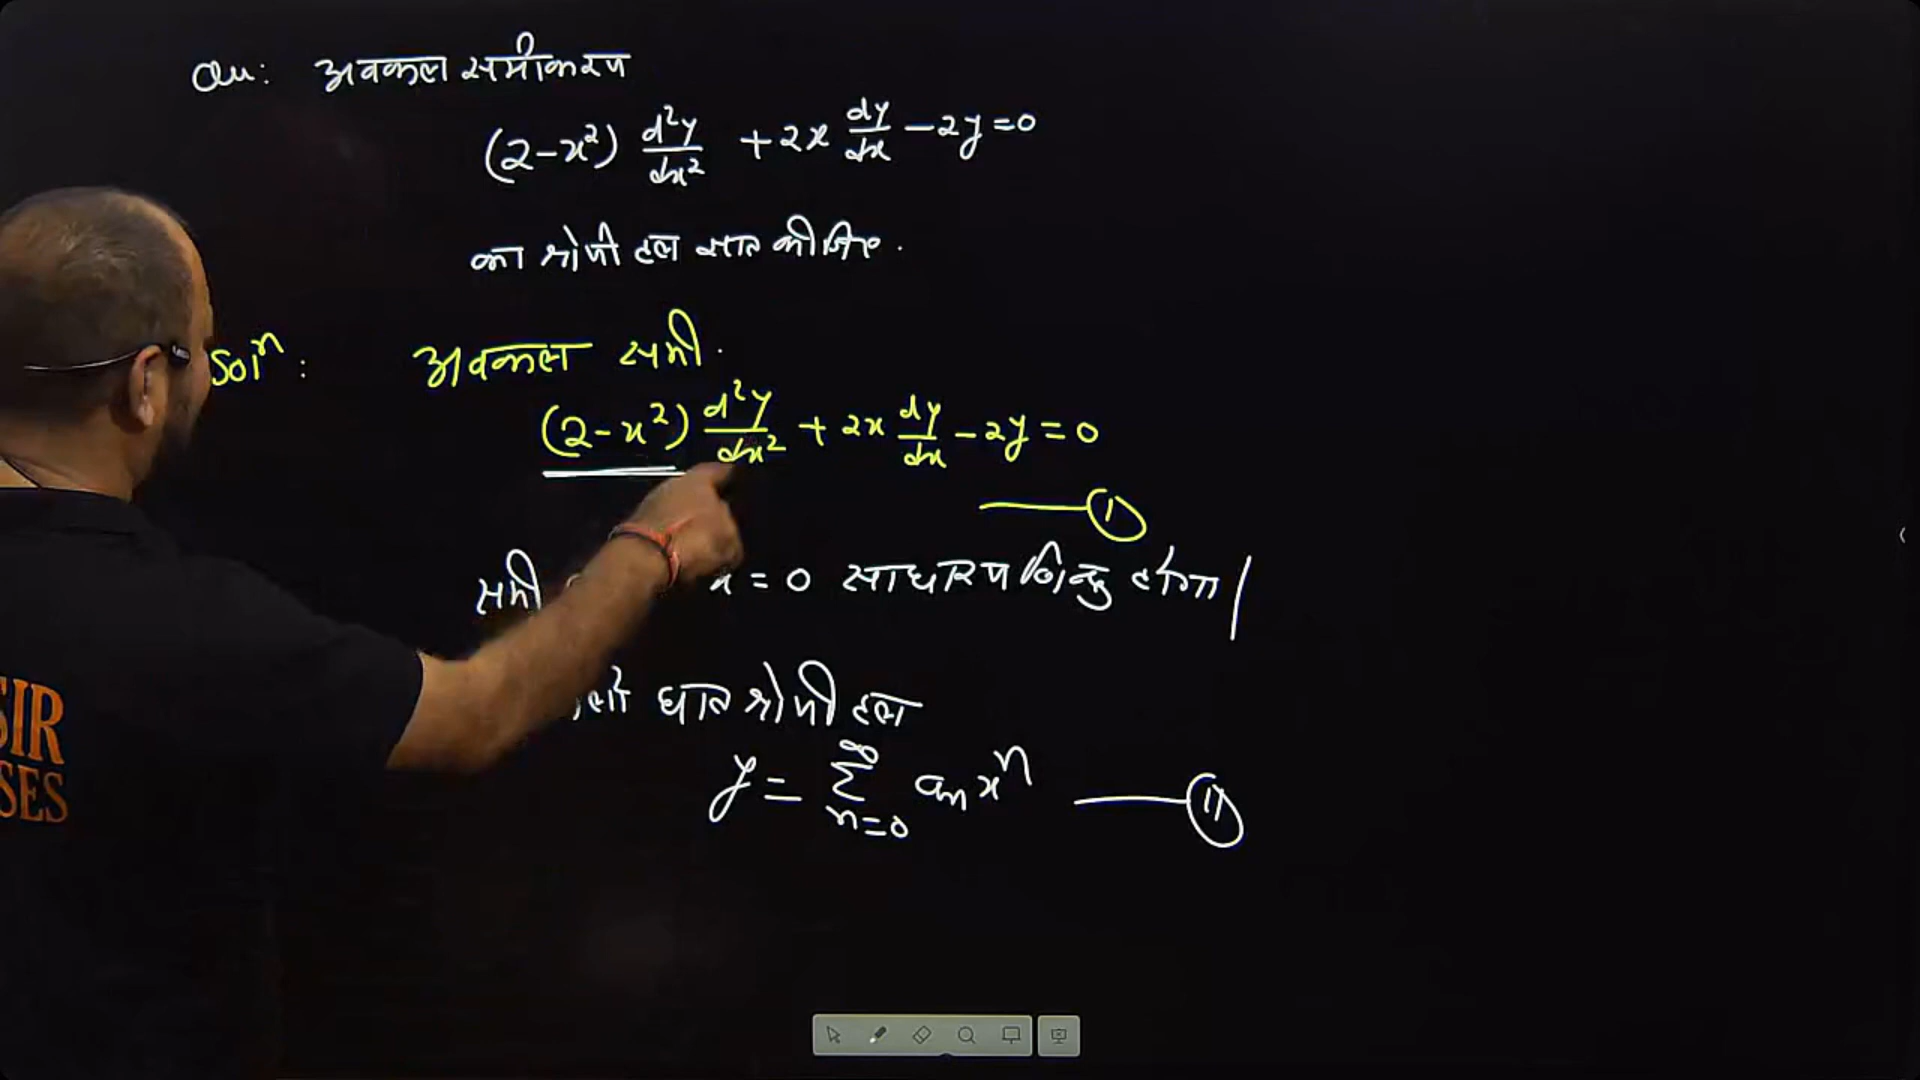 Qu: अवकल समीकरण
(2-x²) d²y/dx² +2x dy/dx -2y=0
का श्रेणी हल ज्ञात कीजिए.
Solⁿ: अवकल समी.
(2-x²) d²y/dx² + 2x dy/dx - 2y = 0
①
समी x = 0 साधारण बिन्दु होगा |
घात श्रेणी हल
y = ∑ₙ₌₀^∞ aₙxⁿ ⑪
SIR
SES